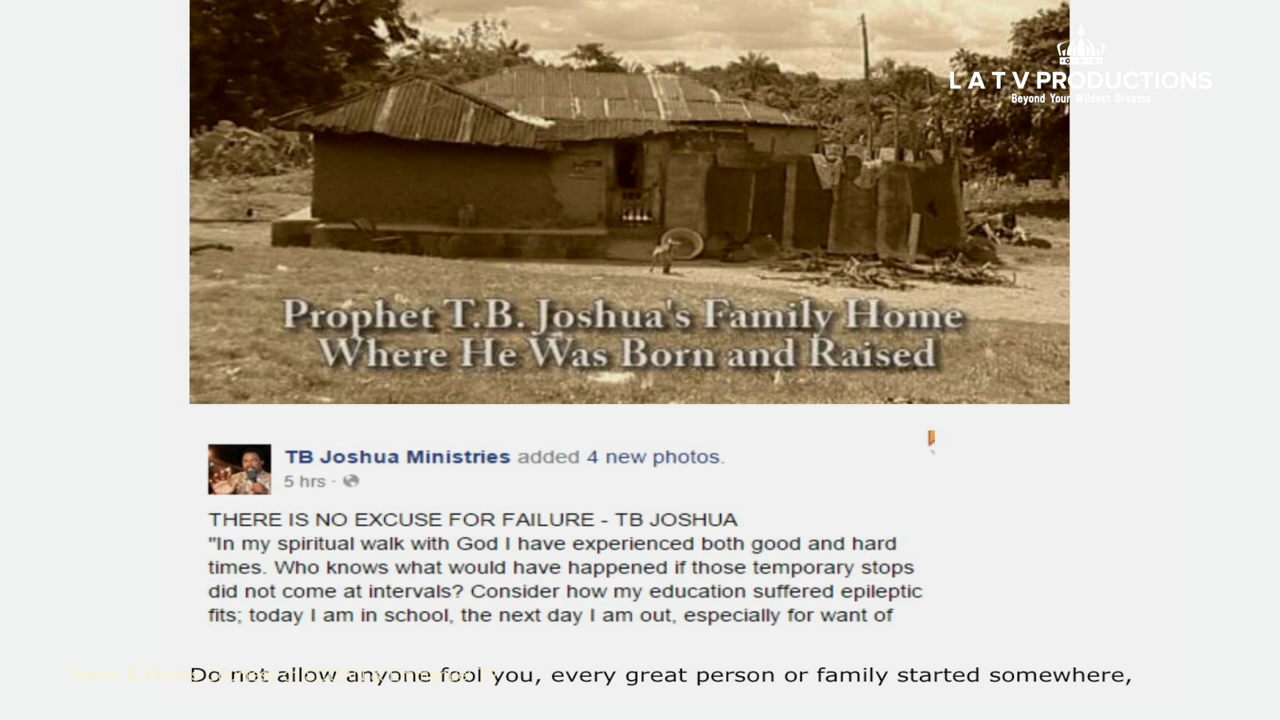 L A T V PRODUCTIONS
Beyond Your Wildest Dreams
Prophet T.B. Joshua's Family Home
Where He Was Born and Raised
TB Joshua Ministries added 4 new photos.
5 hrs ·
THERE IS NO EXCUSE FOR FAILURE - TB JOSHUA
"In my spiritual walk with God I have experienced both good and hard
times. Who knows what would have happened if those temporary stops
did not come at intervals? Consider how my education suffered epileptic
fits; today I am in school, the next day I am out, especially for want of
Do not allow anyone fool you, every great person or family started somewhere,